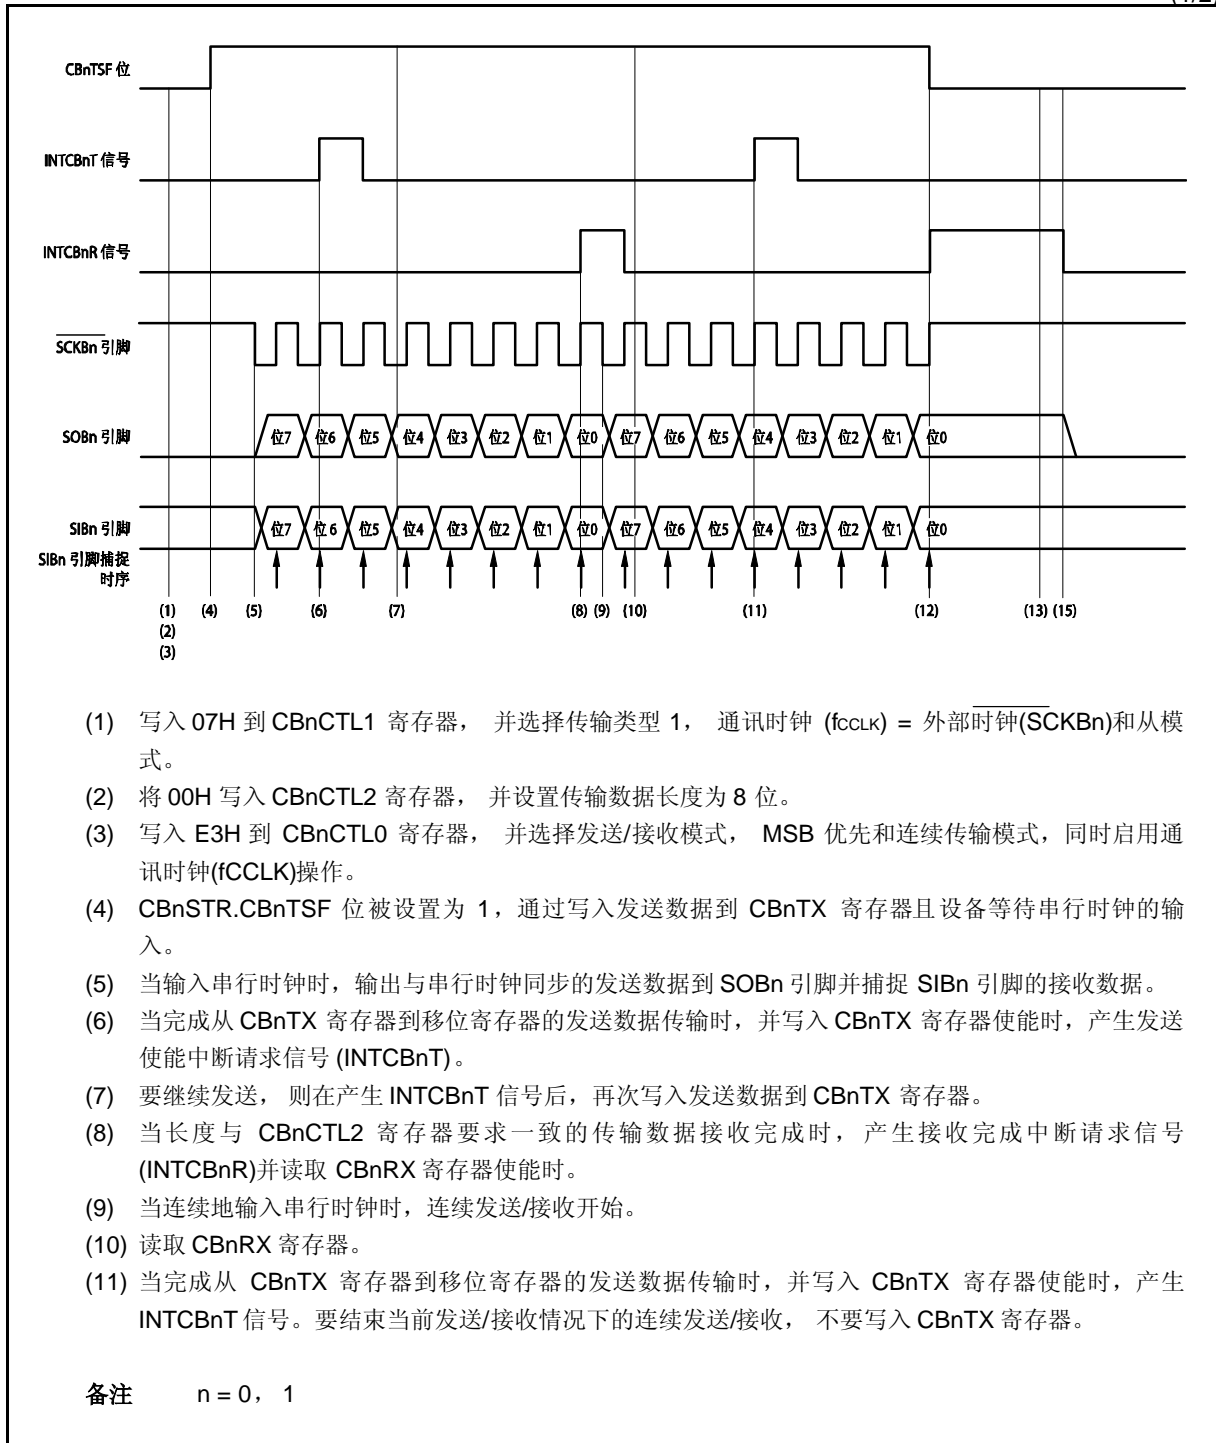 CBnTSF 位
INTCBnT 信号
INTCBnR 信号
SCKBn 引脚
SOBn 引脚
位7 位6 位5 位4 位3 位2 位1 位0 位7 位6 位5 位4 位3 位2 位1 位0
SIBn 引脚
位7 位 6 位5 位4 位3 位2 位1 位0 位7 位6 位5 位4 位3 位2 位1 位0
SIBn 引脚捕捉
时序
(1) (4) (5) (6) (7) (8) (9) (10) (11) (12) (13) (15)
(2)
(3)
(1) 写入 07H 到 CBnCTL1 寄存器， 并选择传输类型 1， 通讯时钟 (fCCLK) = 外部时钟(SCKBn)和从模
式。
(2) 将 00H 写入 CBnCTL2 寄存器， 并设置传输数据长度为 8 位。
(3) 写入 E3H 到 CBnCTL0 寄存器， 并选择发送/接收模式， MSB 优先和连续传输模式，同时启用通
讯时钟(fCCLK)操作。
(4) CBnSTR.CBnTSF 位被设置为 1，通过写入发送数据到 CBnTX 寄存器且设备等待串行时钟的输
入。
(5) 当输入串行时钟时，输出与串行时钟同步的发送数据到 SOBn 引脚并捕捉 SIBn 引脚的接收数据。
(6) 当完成从 CBnTX 寄存器到移位寄存器的发送数据传输时，并写入 CBnTX 寄存器使能时，产生发送
使能中断请求信号 (INTCBnT)。
(7) 要继续发送， 则在产生 INTCBnT 信号后，再次写入发送数据到 CBnTX 寄存器。
(8) 当长度与 CBnCTL2 寄存器要求一致的传输数据接收完成时，产生接收完成中断请求信号
(INTCBnR)并读取 CBnRX 寄存器使能时。
(9) 当连续地输入串行时钟时，连续发送/接收开始。
(10) 读取 CBnRX 寄存器。
(11) 当完成从 CBnTX 寄存器到移位寄存器的发送数据传输时，并写入 CBnTX 寄存器使能时，产生
INTCBnT 信号。要结束当前发送/接收情况下的连续发送/接收， 不要写入 CBnTX 寄存器。
备注 n = 0， 1